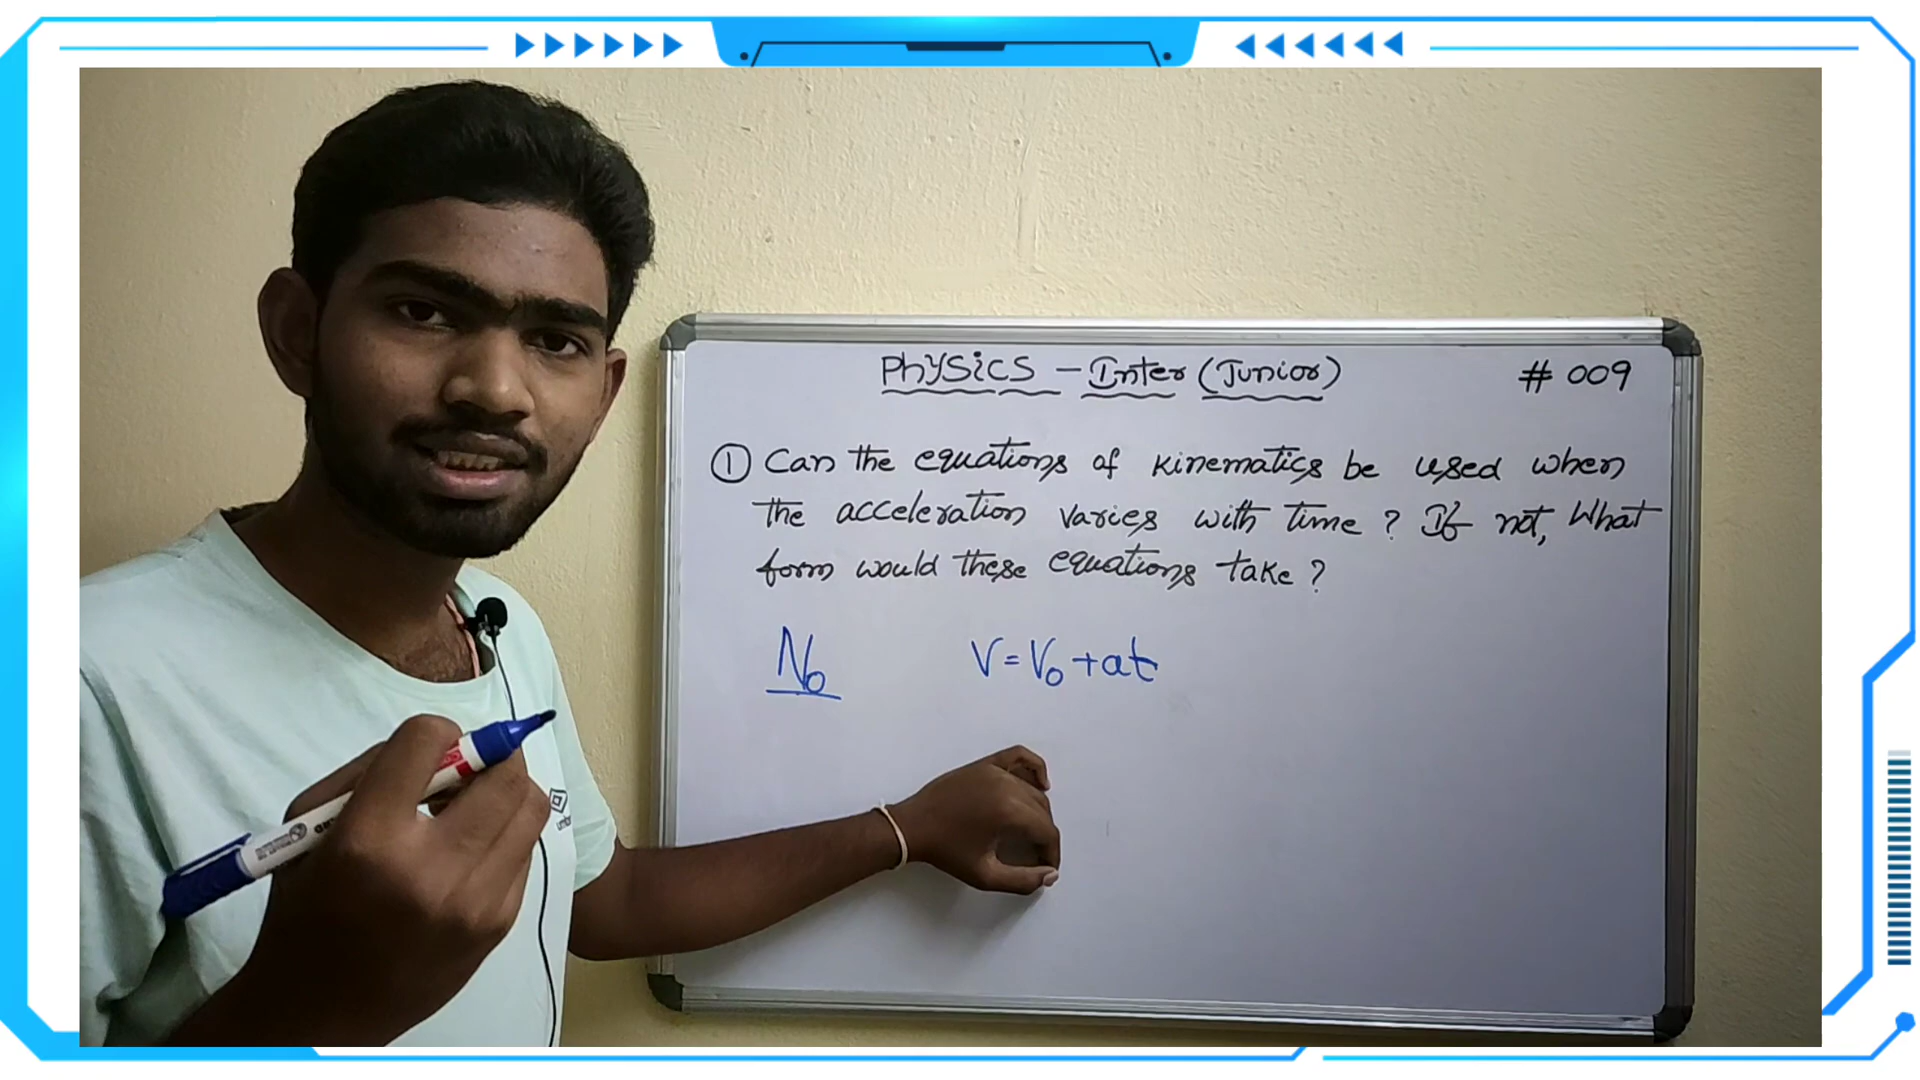 Physics - Inter (Junior)
# 009
① Can the equations of kinematics be used when
the acceleration varies with time ? If not, What
form would these equations take ?
No
V = V₀ + at